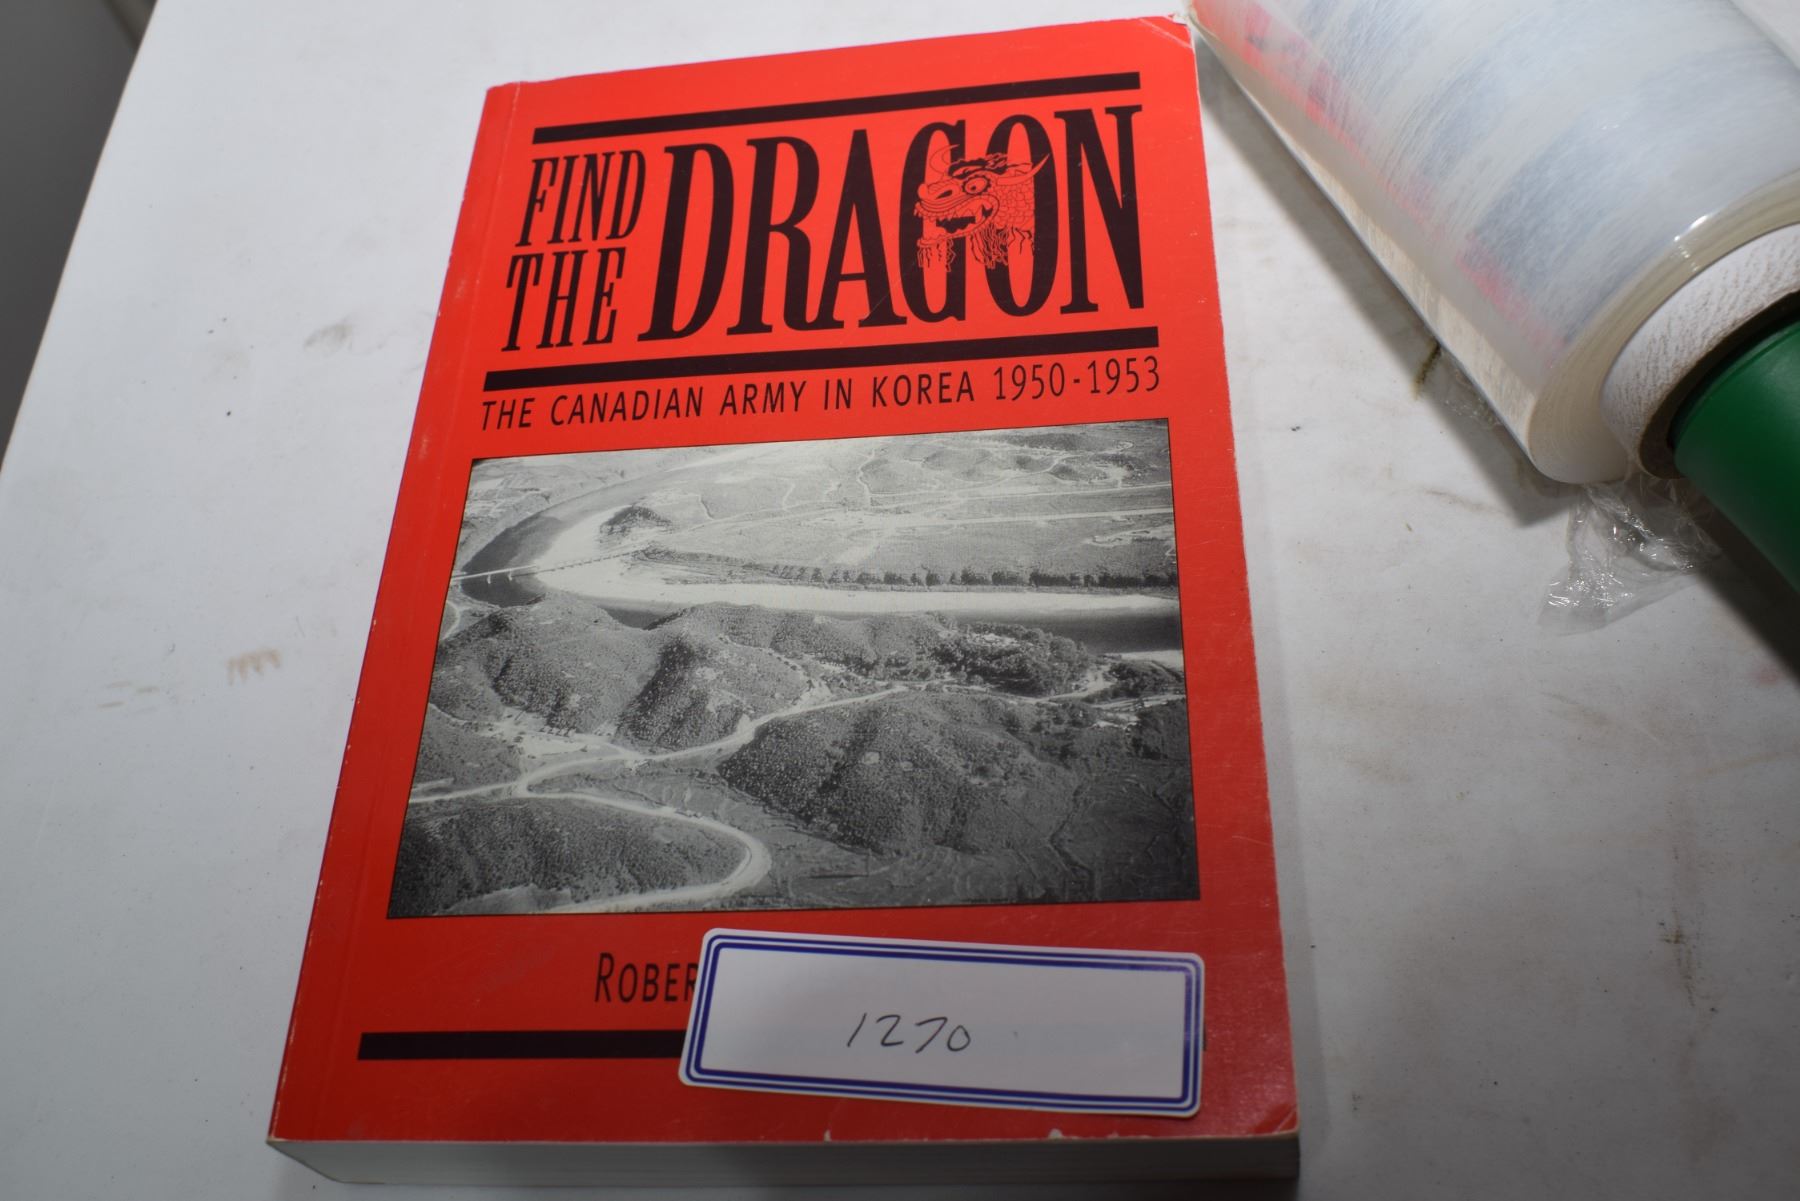 FIND
THE DRAGON
THE CANADIAN ARMY IN KOREA 1950-1953
ROBER
1270